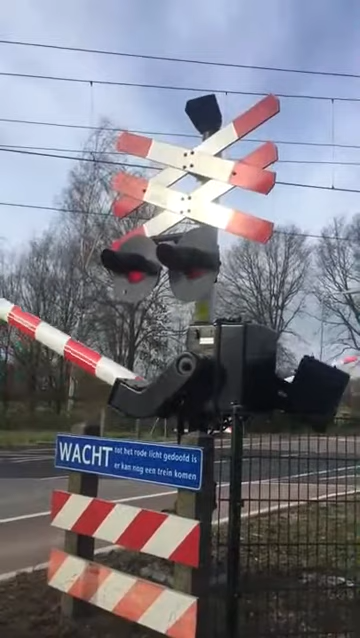 WACHT tot het rode licht gedoofd is
er kan nog een trein komen